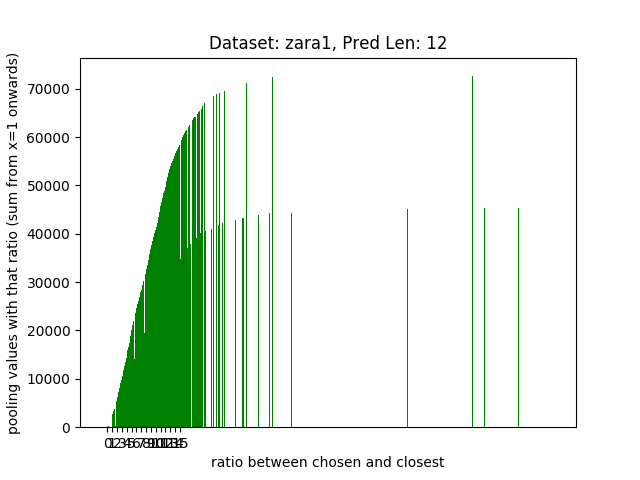 Dataset: zara1, Pred Len: 12
pooling values with that ratio (sum from x=1 onwards)
70000
60000
50000
40000
30000
20000
10000
0
ratio between chosen and closest